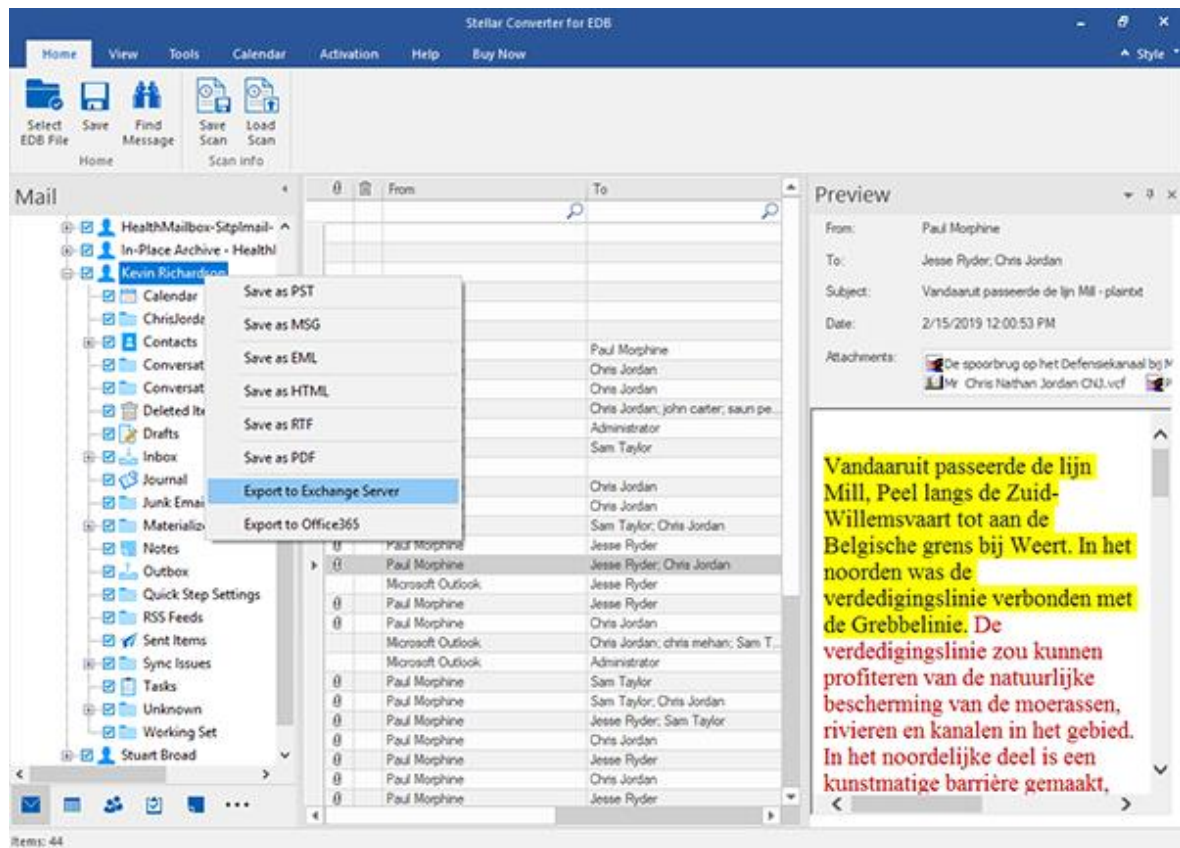 Stellar Converter for EDB
Home View Tools Calendar Activation Help Buy Now
Style
Select EDB File
Save
Find Message
Save Scan
Load Scan
Home
Scan info
Mail
HealthMailbox-Sitplmail-
In-Place Archive - Healthl
Kevin Richardson
Calendar
ChrisJorda
Contacts
Conversat
Conversat
Deleted Ite
Drafts
Inbox
Journal
Junk Emai
Materializ
Notes
Outbox
Quick Step Settings
RSS Feeds
Sent Items
Sync Issues
Tasks
Unknown
Working Set
Stuart Broad
Save as PST
Save as MSG
Save as EML
Save as HTML
Save as RTF
Save as PDF
Export to Exchange Server
Export to Office365
From To
Paul Morphine
Chris Jordan
Chris Jordan
Chris Jordan; john carter; saun pe...
Administrator
Sam Taylor
Chris Jordan
Chris Jordan
Sam Taylor; Chris Jordan
Paul Morphine Jesse Ryder
Paul Morphine Jesse Ryder; Chris Jordan
Microsoft Outlook Jesse Ryder
Paul Morphine Jesse Ryder
Paul Morphine Chris Jordan
Microsoft Outlook Chris Jordan; chris mehan; Sam T...
Microsoft Outlook Administrator
Paul Morphine Sam Taylor
Paul Morphine Sam Taylor; Chris Jordan
Paul Morphine Jesse Ryder; Sam Taylor
Paul Morphine Chris Jordan
Paul Morphine Jesse Ryder
Paul Morphine Jesse Ryder
Paul Morphine Chris Jordan
Paul Morphine Jesse Ryder
Preview
From: Paul Morphine
To: Jesse Ryder; Chris Jordan
Subject: Vandaaruit passeerde de lijn Mill - plaintxt
Date: 2/15/2019 12:00:53 PM
Attachments: De spoorbrug op het Defensiekanaal bij M
Mr Chris Nathan Jordan CNJ.vcf P
Vandaaruit passeerde de lijn
Mill, Peel langs de Zuid-
Willemsvaart tot aan de
Belgische grens bij Weert. In het
noorden was de
verdedigingslinie verbonden met
de Grebbelinie. De
verdedigingslinie zou kunnen
profiteren van de natuurlijke
bescherming van de moerassen,
rivieren en kanalen in het gebied.
In het noordelijke deel is een
kunstmatige barrière gemaakt,
Items: 44